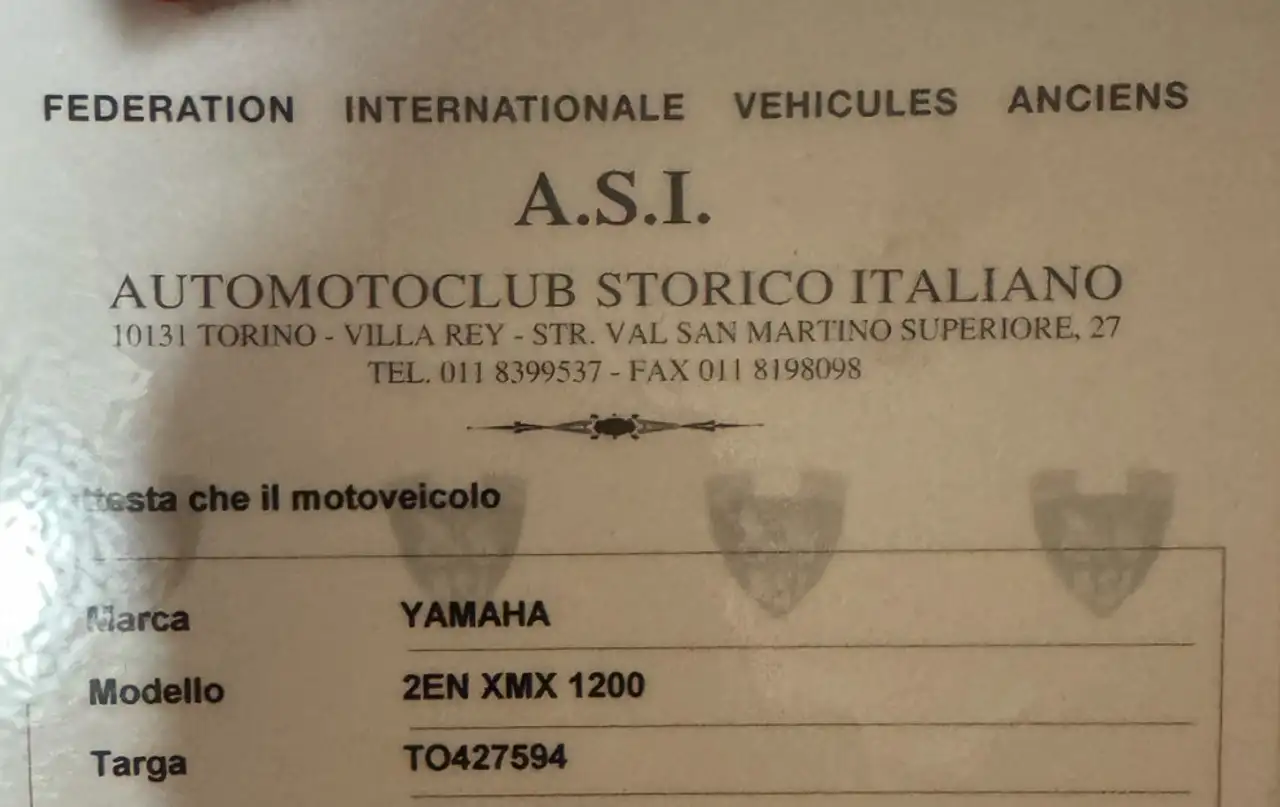 FEDERATION INTERNATIONALE VEHICULES ANCIENS
A.S.I.
AUTOMOTOCLUB STORICO ITALIANO
10131 TORINO - VILLA REY - STR. VAL SAN MARTINO SUPERIORE, 27
TEL. 011 8399537 - FAX 011 8198098
che il motoveicolo
Marca YAMAHA
Modello 2EN XMX 1200
Targa TO427594